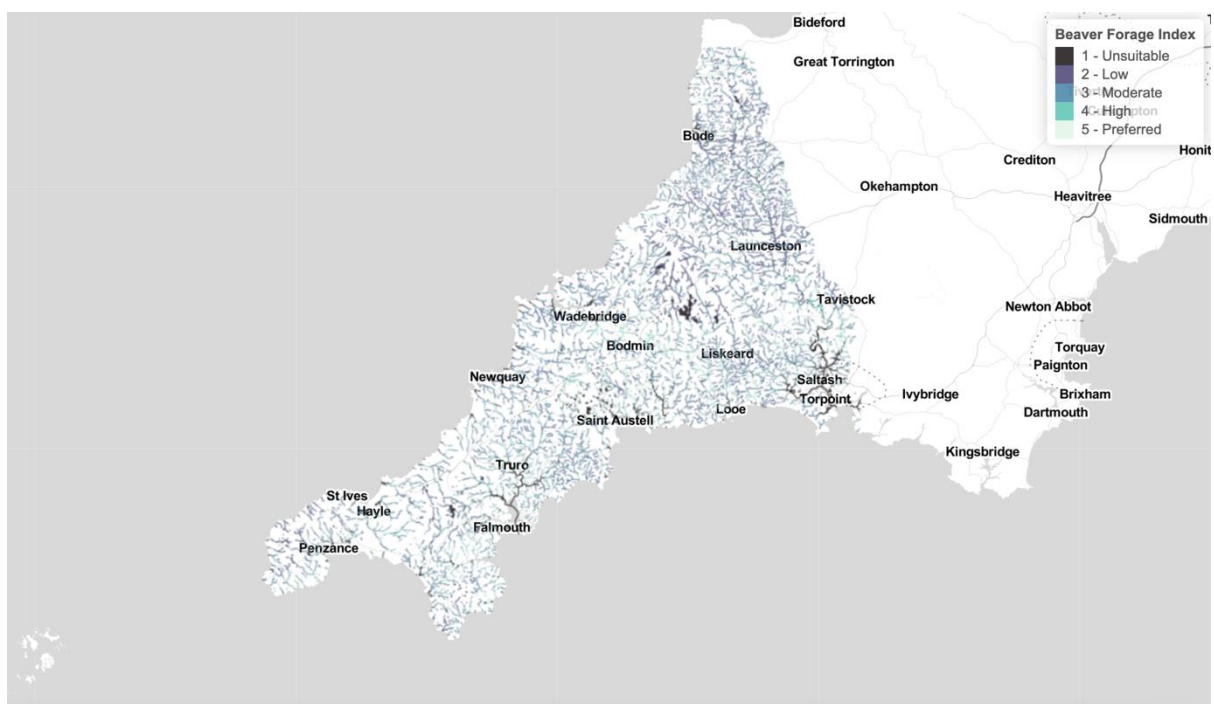 Bideford
Beaver Forage Index
1 - Unsuitable
2 - Low
3 - Moderate
4 - High
5 - Preferred
Great Torrington
Bude
Crediton
Okehampton
Heavitree
Sidmouth
Launceston
Tavistock
Newton Abbot
Wadebridge
Bodmin
Liskeard
Torquay
Paignton
Newquay
Saltash
Torpoint
Ivybridge
Brixham
Dartmouth
Looe
Saint Austell
Kingsbridge
Truro
St Ives
Hayle
Falmouth
Penzance